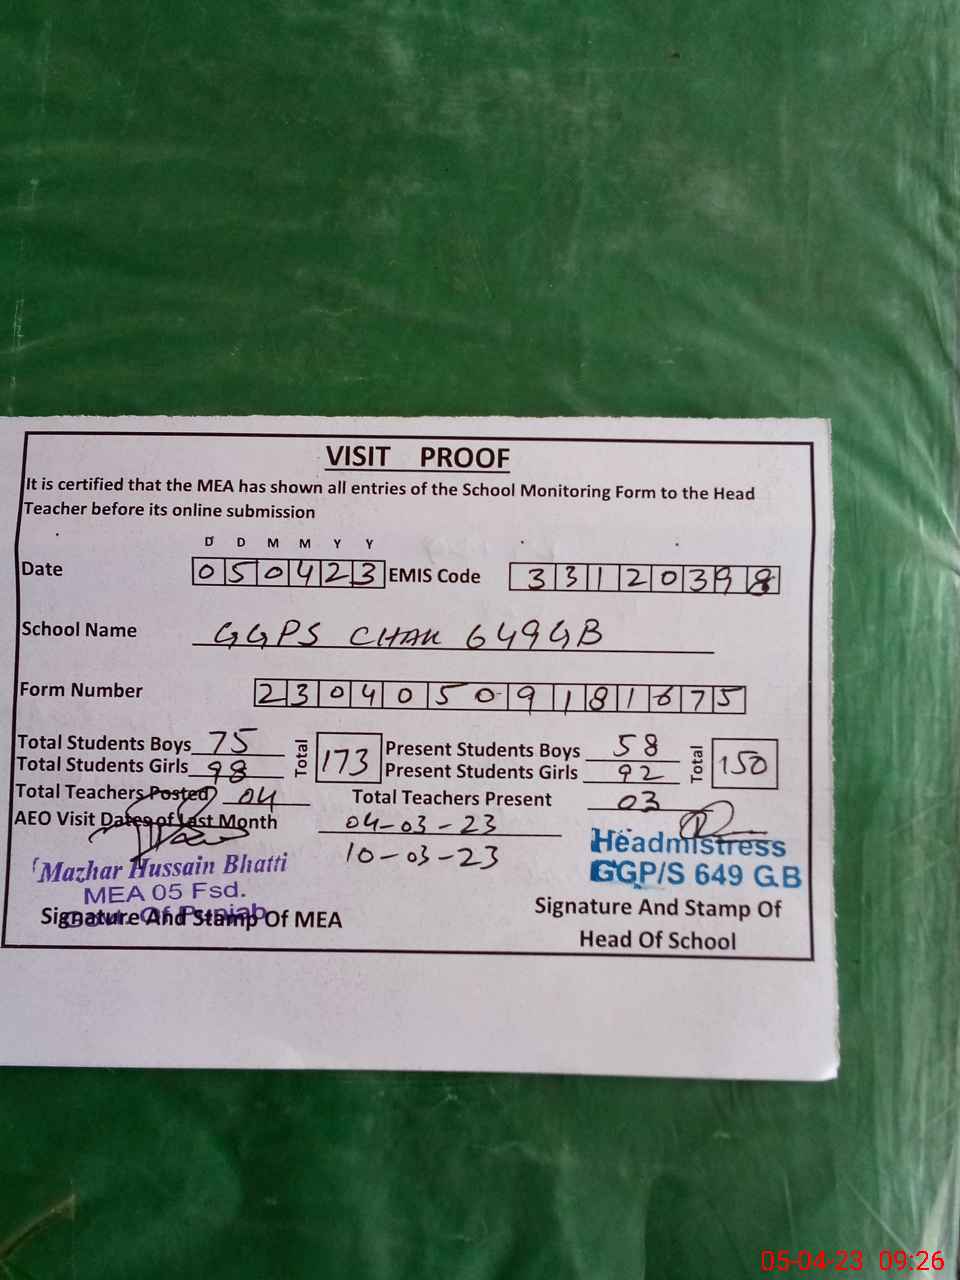 VISIT PROOF
It is certified that the MEA has shown all entries of the School Monitoring Form to the Head
Teacher before its online submission
D D M M Y Y
Date 050423 EMIS Code 33120398
School Name GGPS CHAK 649GB
Form Number 23040509181675
Total Students Boys 75 Total 173 Present Students Boys 58 Total 150
Total Students Girls 98 Present Students Girls 92
Total Teachers Posted 04 Total Teachers Present 03
AEO Visit Dates of Last Month 04-03-23
10-03-23
Headmistress
GGP/S 649 G.B
Mazhar Hussain Bhatti
MEA 05 Fsd.
Govt. Of Punjab
Signature And Stamp Of MEA
Signature And Stamp Of
Head Of School
05-04-23 09:26